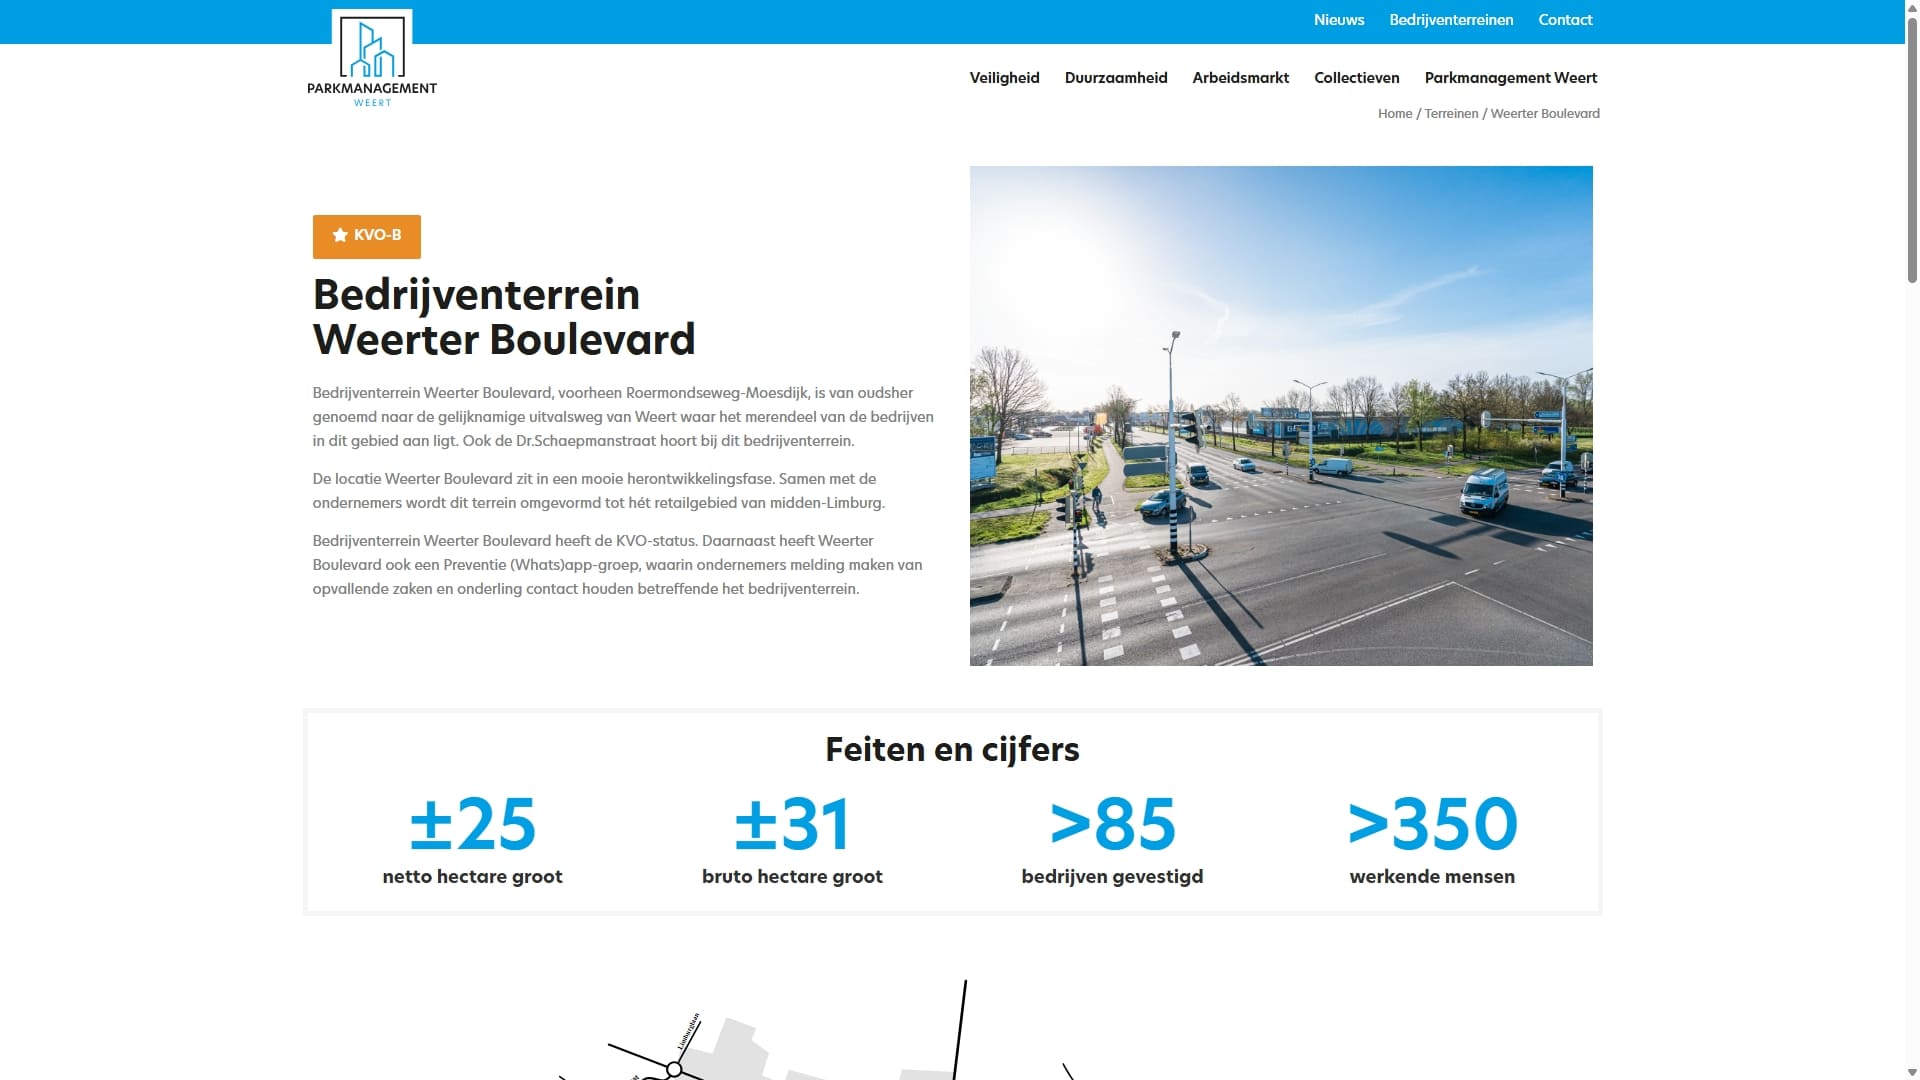 Nieuws Bedrijventerreinen Contact
PARKMANAGEMENT
WEERT
Veiligheid Duurzaamheid Arbeidsmarkt Collectieven Parkmanagement Weert
Home / Terreinen / Weerter Boulevard
KVO-B
Bedrijventerrein
Weerter Boulevard
Bedrijventerrein Weerter Boulevard, voorheen Roermondseweg-Moesdijk, is van oudsher
genoemd naar de gelijknamige uitvalsweg van Weert waar het merendeel van de bedrijven
in dit gebied aan ligt. Ook de Dr.Schaepmanstraat hoort bij dit bedrijventerrein.
De locatie Weerter Boulevard zit in een mooie herontwikkelingsfase. Samen met de
ondernemers wordt dit terrein omgevormd tot hét retailgebied van midden-Limburg.
Bedrijventerrein Weerter Boulevard heeft de KVO-status. Daarnaast heeft Weerter
Boulevard ook een Preventie (Whats)app-groep, waarin ondernemers melding maken van
opvallende zaken en onderling contact houden betreffende het bedrijventerrein.
Feiten en cijfers
±25 ±31 >85 >350
netto hectare groot bruto hectare groot bedrijven gevestigd werkende mensen
Limburglaan